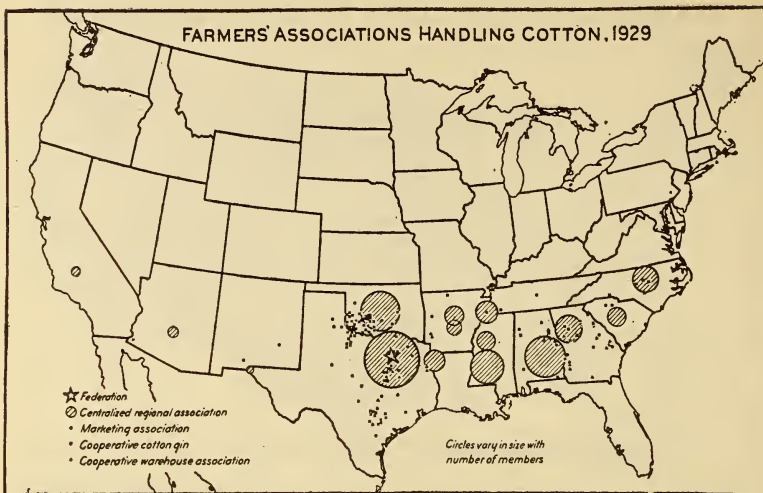 FARMERS' ASSOCIATIONS HANDLING COTTON, 1929
Federation
Centralized regional association
Marketing association
Cooperative cotton gin
Cooperative warehouse association
Circles vary in size with
number of members